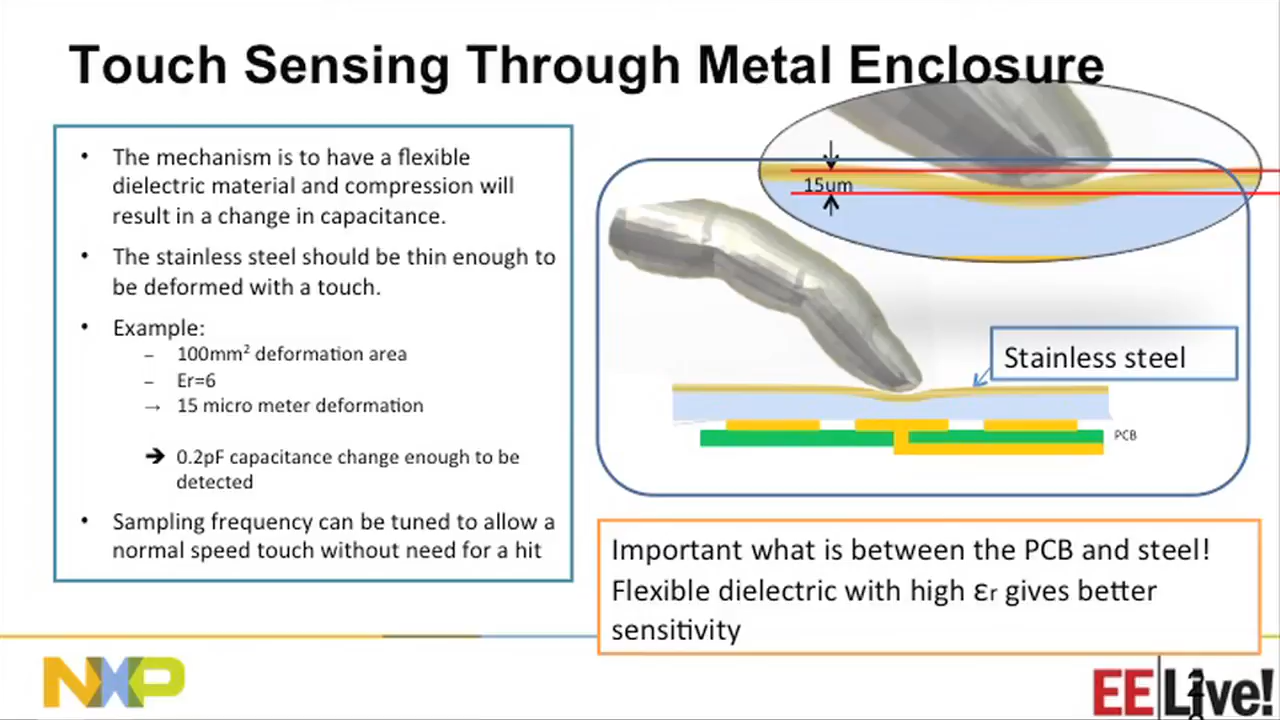 Touch Sensing Through Metal Enclosure
• The mechanism is to have a flexible
dielectric material and compression will
result in a change in capacitance.
• The stainless steel should be thin enough to
be deformed with a touch.
• Example:
– 100mm² deformation area
– Er=6
→ 15 micro meter deformation
➔ 0.2pF capacitance change enough to be
detected
• Sampling frequency can be tuned to allow a
normal speed touch without need for a hit
15um
Stainless steel
PCB
Important what is between the PCB and steel!
Flexible dielectric with high εr gives better
sensitivity
NXP
EE Live!